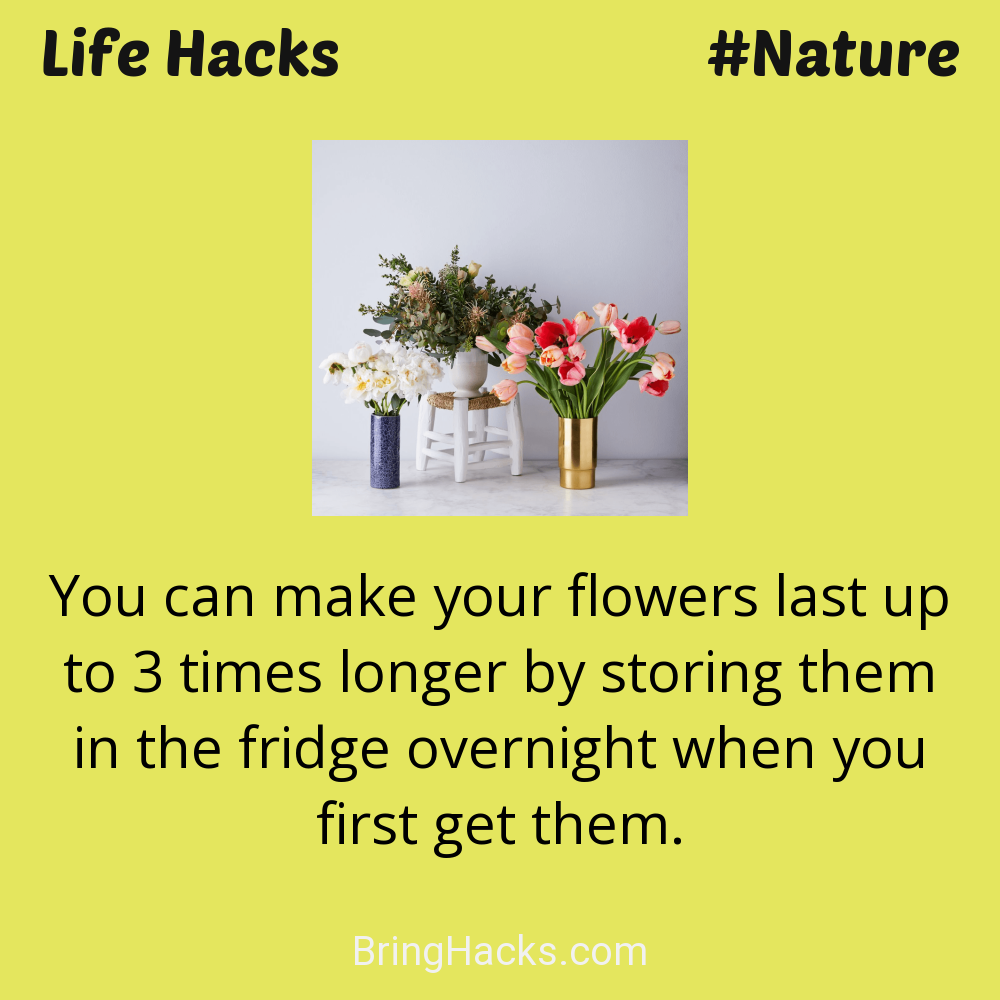 Life Hacks
#Nature
You can make your flowers last up
to 3 times longer by storing them
in the fridge overnight when you
first get them.
BringHacks.com